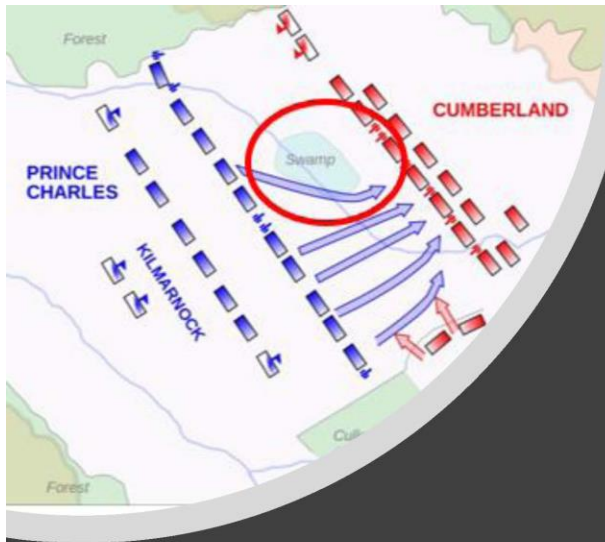 Forest
CUMBERLAND
Swamp
PRINCE
CHARLES
KILMARNOCK
Forest